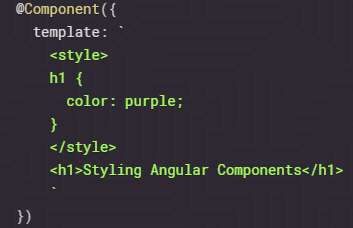 @Component({
  template: `
    <style>
    h1 {
      color: purple;
    }
    </style>
    <h1>Styling Angular Components</h1>
    `
})